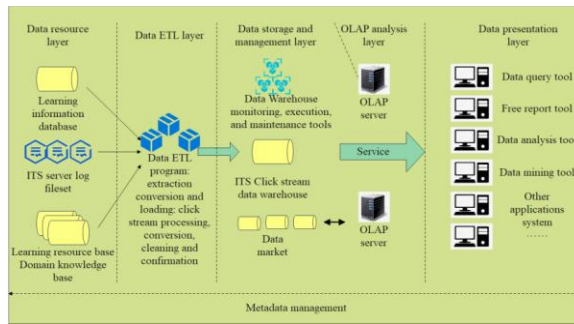 Data resource
layer
Data ETL layer
Data storage and
management layer
OLAP analysis
layer
Data presentation
layer
Learning
information
database
ITS server log
fileset
Learning resource base
Domain knowledge
base
Data ETL
program:
extraction
conversion and
loading: click
stream processing,
conversion,
cleaning and
confirmation
Data Warehouse
monitoring, execution,
and maintenance tools
ITS Click stream
data warehouse
Data
market
OLAP
server
Service
OLAP
server
Data query tool
Free report tool
Data analysis tool
Data mining tool
Other
applications
system
......
Metadata management